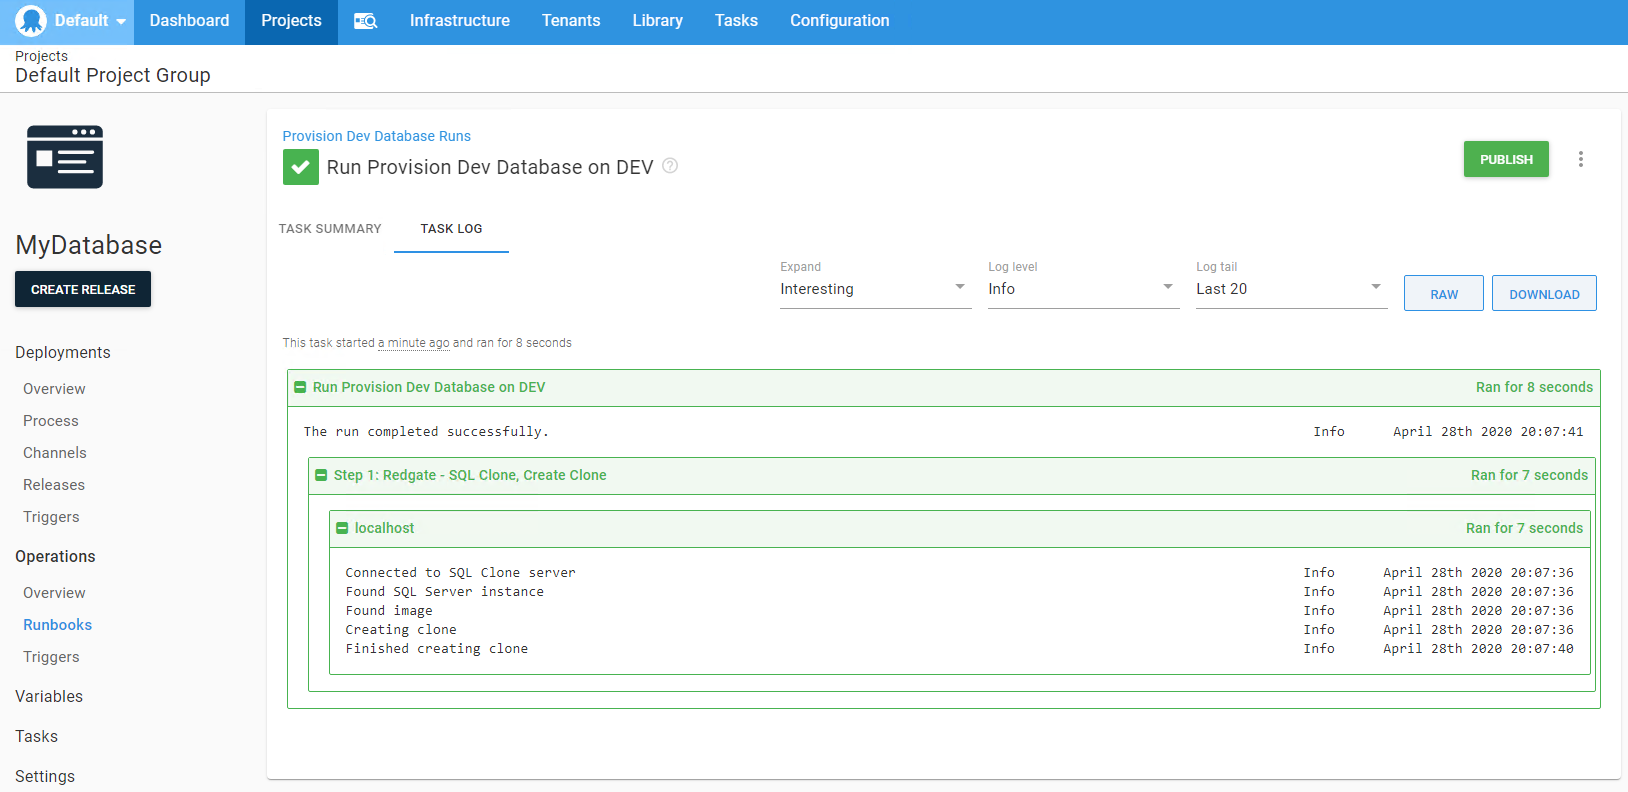 Default Dashboard Projects Infrastructure Tenants Library Tasks Configuration
Projects
Default Project Group
MyDatabase
CREATE RELEASE
Deployments
Overview
Process
Channels
Releases
Triggers
Operations
Overview
Runbooks
Triggers
Variables
Tasks
Settings
Provision Dev Database Runs
Run Provision Dev Database on DEV ?
PUBLISH
TASK SUMMARY TASK LOG
Expand Log level Log tail
Interesting Info Last 20 RAW DOWNLOAD
This task started a minute ago and ran for 8 seconds
Run Provision Dev Database on DEV Ran for 8 seconds
The run completed successfully. Info April 28th 2020 20:07:41
Step 1: Redgate - SQL Clone, Create Clone Ran for 7 seconds
localhost Ran for 7 seconds
Connected to SQL Clone server Info April 28th 2020 20:07:36
Found SQL Server instance Info April 28th 2020 20:07:36
Found image Info April 28th 2020 20:07:36
Creating clone Info April 28th 2020 20:07:36
Finished creating clone Info April 28th 2020 20:07:40